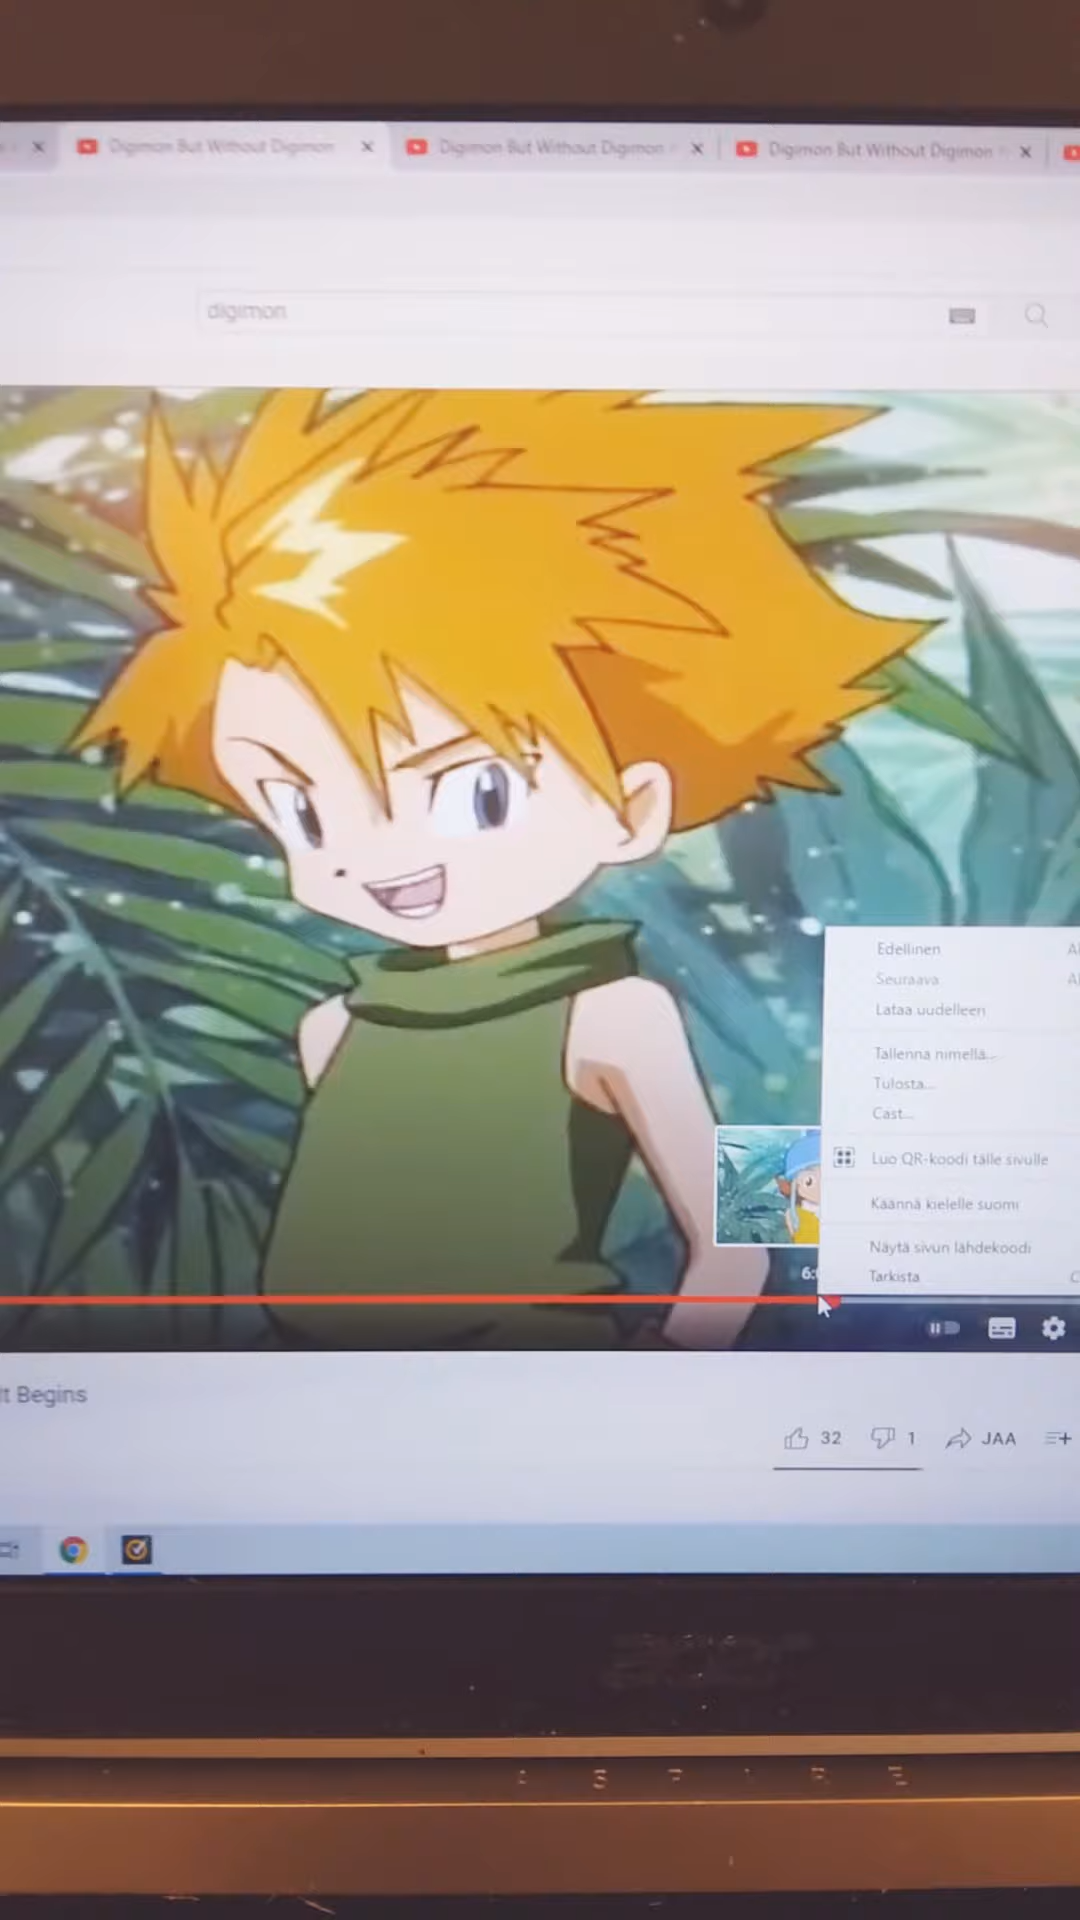 Digimon But Without Digimon
Digimon But Without Digimon
Digimon But Without Digimon
digimon
Edellinen
Seuraava
Lataa uudelleen
Tallenna nimellä...
Tulosta...
Cast...
Luo QR-koodi tälle sivulle
Käännä kielelle suomi
Näytä sivun lähdekoodi
Tarkista
It Begins
32
1
JAA